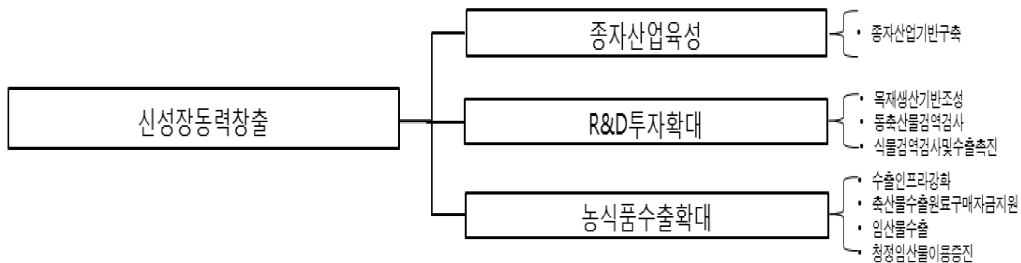 신성장동력창출
종자산업육성
• 종자산업기반구축
R&D투자확대
• 목재생산기반조성
• 동축산물검역검사
• 식물검역검사및수출촉진
농식품수출확대
• 수출인프라강화
• 축산물수출원료구매자금지원
• 임산물수출
• 청정임산물이용증진